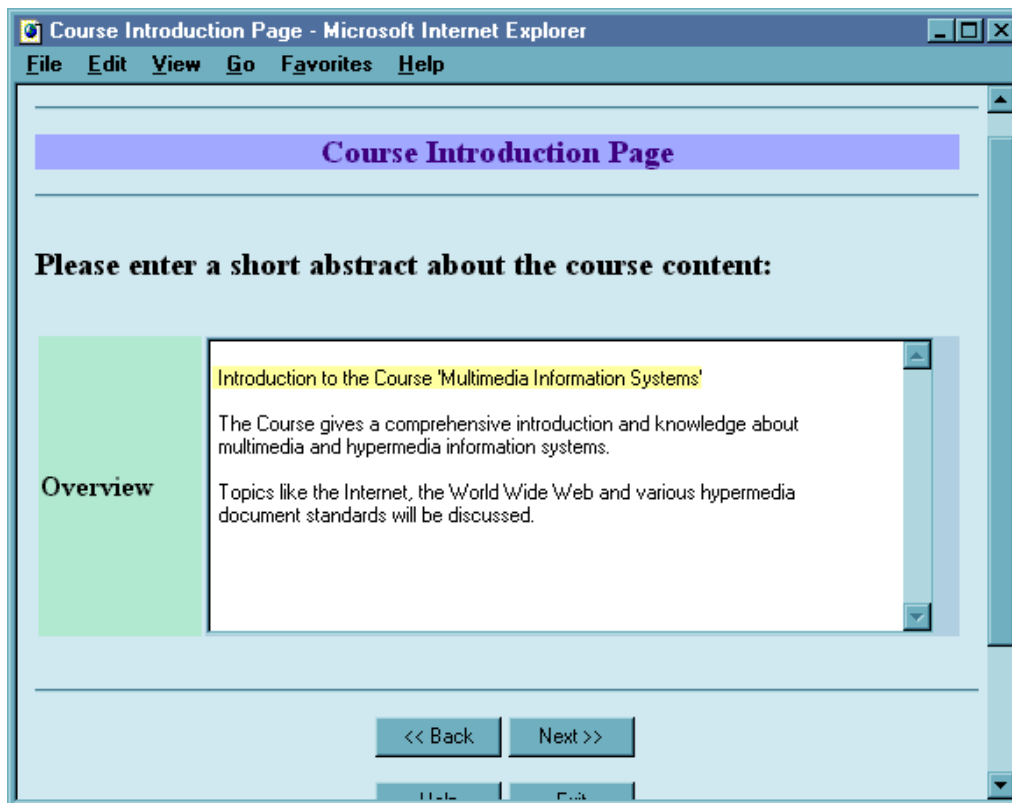 Course Introduction Page - Microsoft Internet Explorer
File Edit View Go Favorites Help
Course Introduction Page
Please enter a short abstract about the course content:
Overview
Introduction to the Course 'Multimedia Information Systems'
The Course gives a comprehensive introduction and knowledge about
multimedia and hypermedia information systems.
Topics like the Internet, the World Wide Web and various hypermedia
document standards will be discussed.
<< Back Next >>
Help Exit